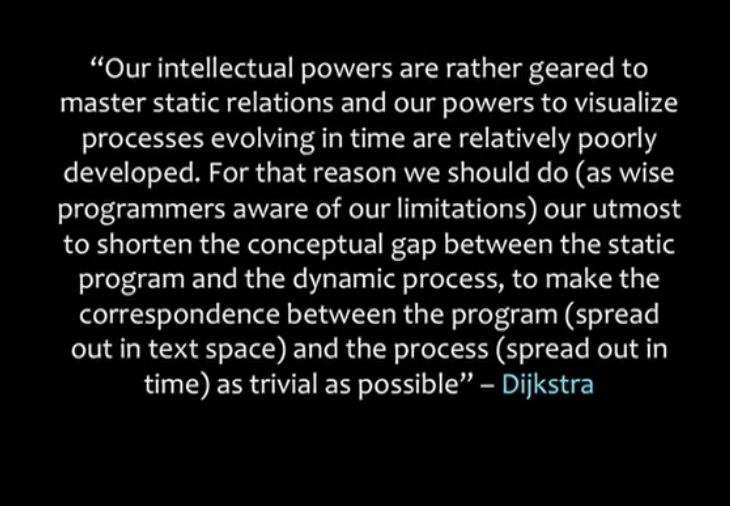 “Our intellectual powers are rather geared to
master static relations and our powers to visualize
processes evolving in time are relatively poorly
developed. For that reason we should do (as wise
programmers aware of our limitations) our utmost
to shorten the conceptual gap between the static
program and the dynamic process, to make the
correspondence between the program (spread
out in text space) and the process (spread out in
time) as trivial as possible” – Dijkstra